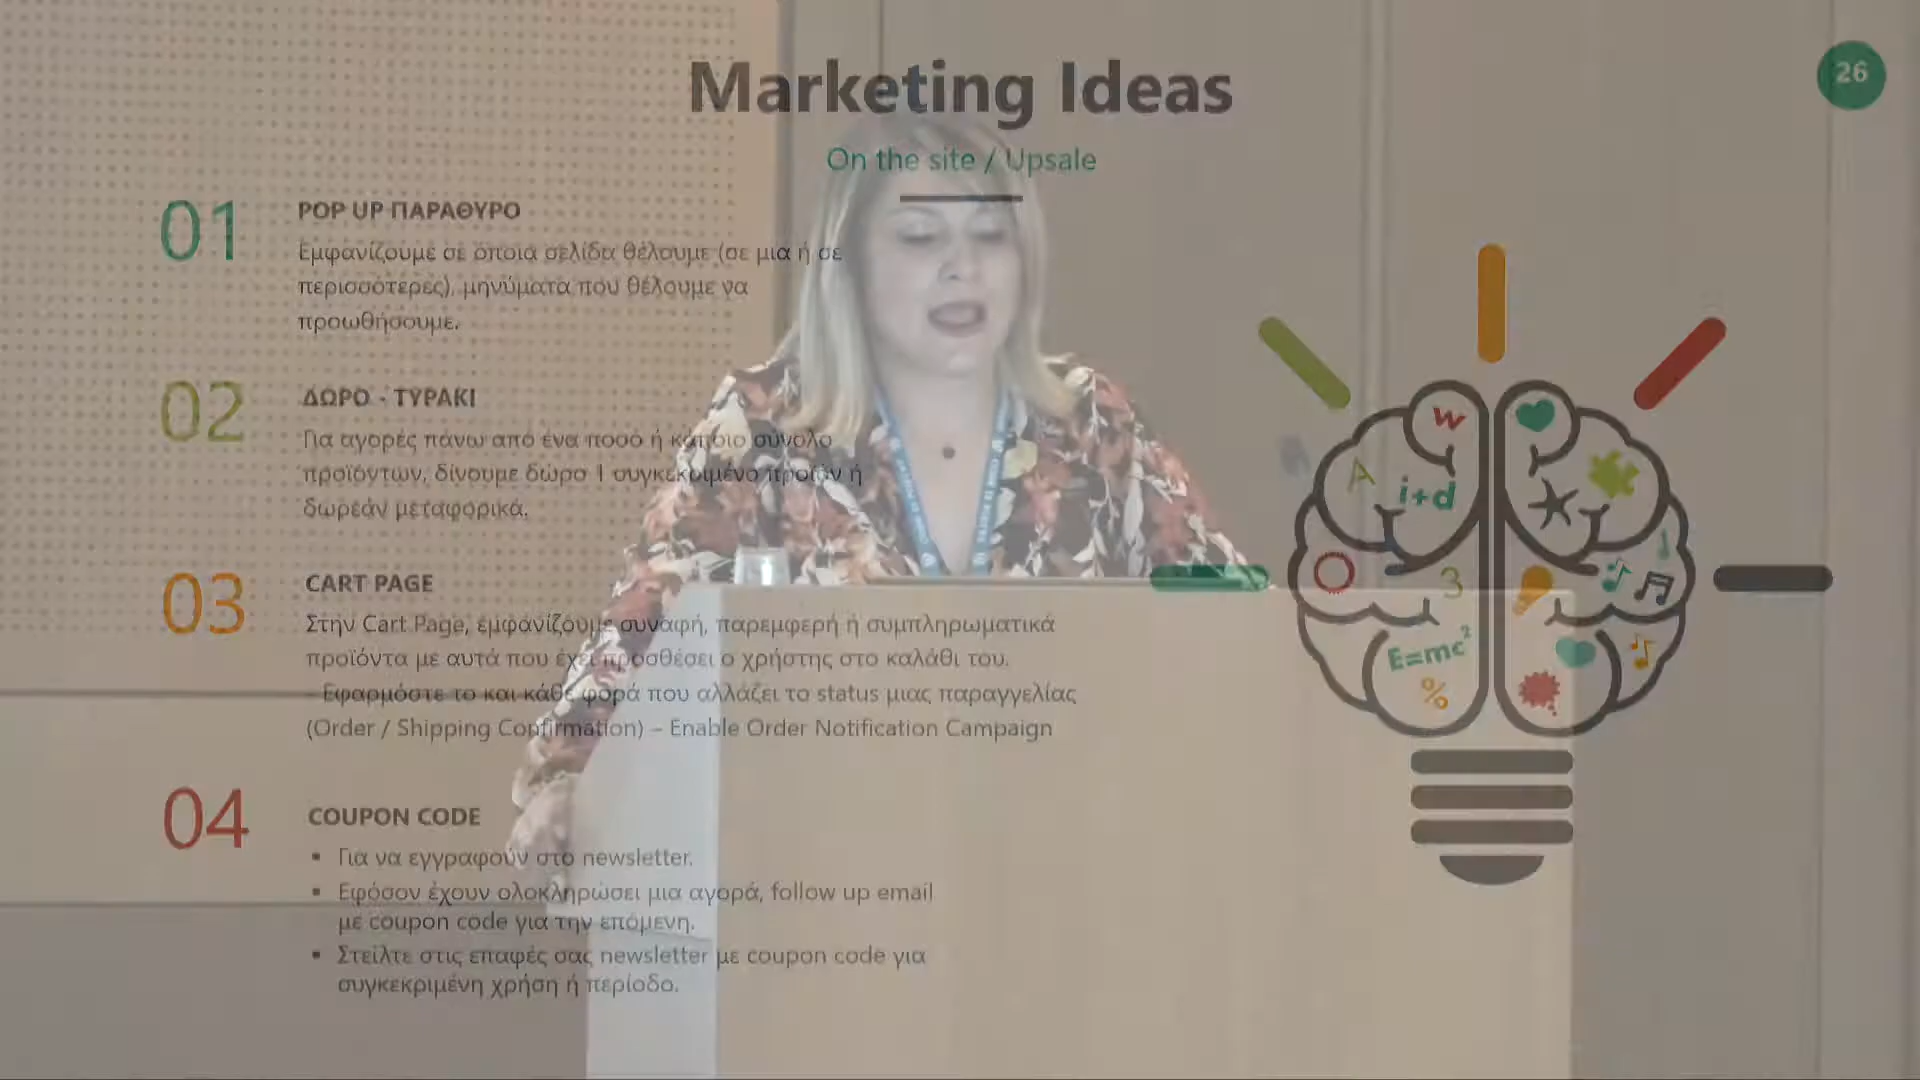 Marketing Ideas
26
On the site / Upsale
01
POP UP ΠΑΡΑΘΥΡΟ
Εμφανίζουμε σε όποια σελίδα θέλουμε (σε μια ή σε
περισσότερες), μηνύματα που θέλουμε να
προωθήσουμε.
02
ΔΩΡΟ - ΤΥΡΑΚΙ
Για αγορές πάνω από ένα ποσό ή κάποιο σύνολο
προϊόντων, δίνουμε δώρο 1 συγκεκριμένο προϊόν ή
δωρεάν μεταφορικά.
03
CART PAGE
Στην Cart Page, εμφανίζουμε συναφή, παρεμφερή ή συμπληρωματικά
προϊόντα με αυτά που έχει προσθέσει ο χρήστης στο καλάθι του.
- Εφαρμόστε το και κάθε φορά που αλλάζει το status μιας παραγγελίας
(Order / Shipping Confirmation) – Enable Order Notification Campaign
04
COUPON CODE
▪ Για να εγγραφούν στο newsletter.
▪ Εφόσον έχουν ολοκληρώσει μια αγορά, follow up email
με coupon code για την επόμενη.
▪ Στείλτε στις επαφές σας newsletter με coupon code για
συγκεκριμένη χρήση ή περίοδο.
w
A
i+d
3
E=mc²
%